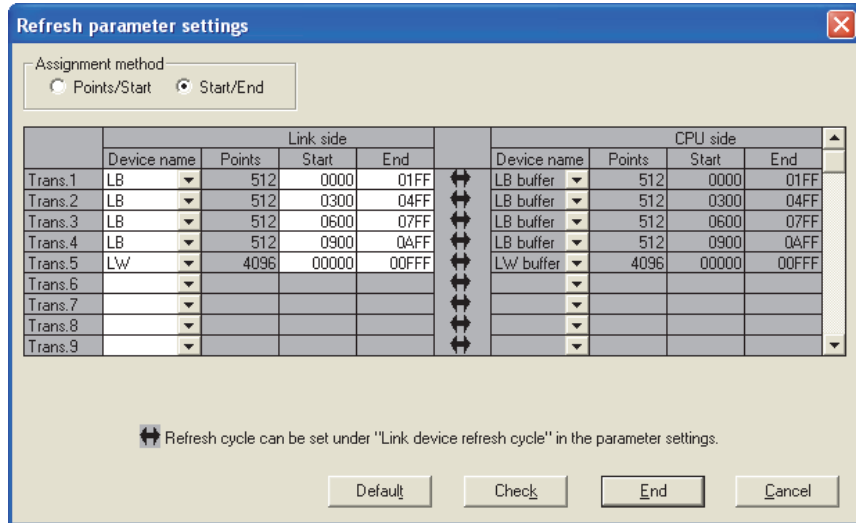 Refresh parameter settings
Assignment method
Points/Start Start/End
Link side CPU side
Device name Points Start End Device name Points Start End
Trans.1 LB 512 0000 01FF LB buffer 512 0000 01FF
Trans.2 LB 512 0300 04FF LB buffer 512 0300 04FF
Trans.3 LB 512 0600 07FF LB buffer 512 0600 07FF
Trans.4 LB 512 0900 0AFF LB buffer 512 0900 0AFF
Trans.5 LW 4096 00000 00FFF LW buffer 4096 00000 00FFF
Trans.6
Trans.7
Trans.8
Trans.9
Refresh cycle can be set under "Link device refresh cycle" in the parameter settings.
Default Check End Cancel